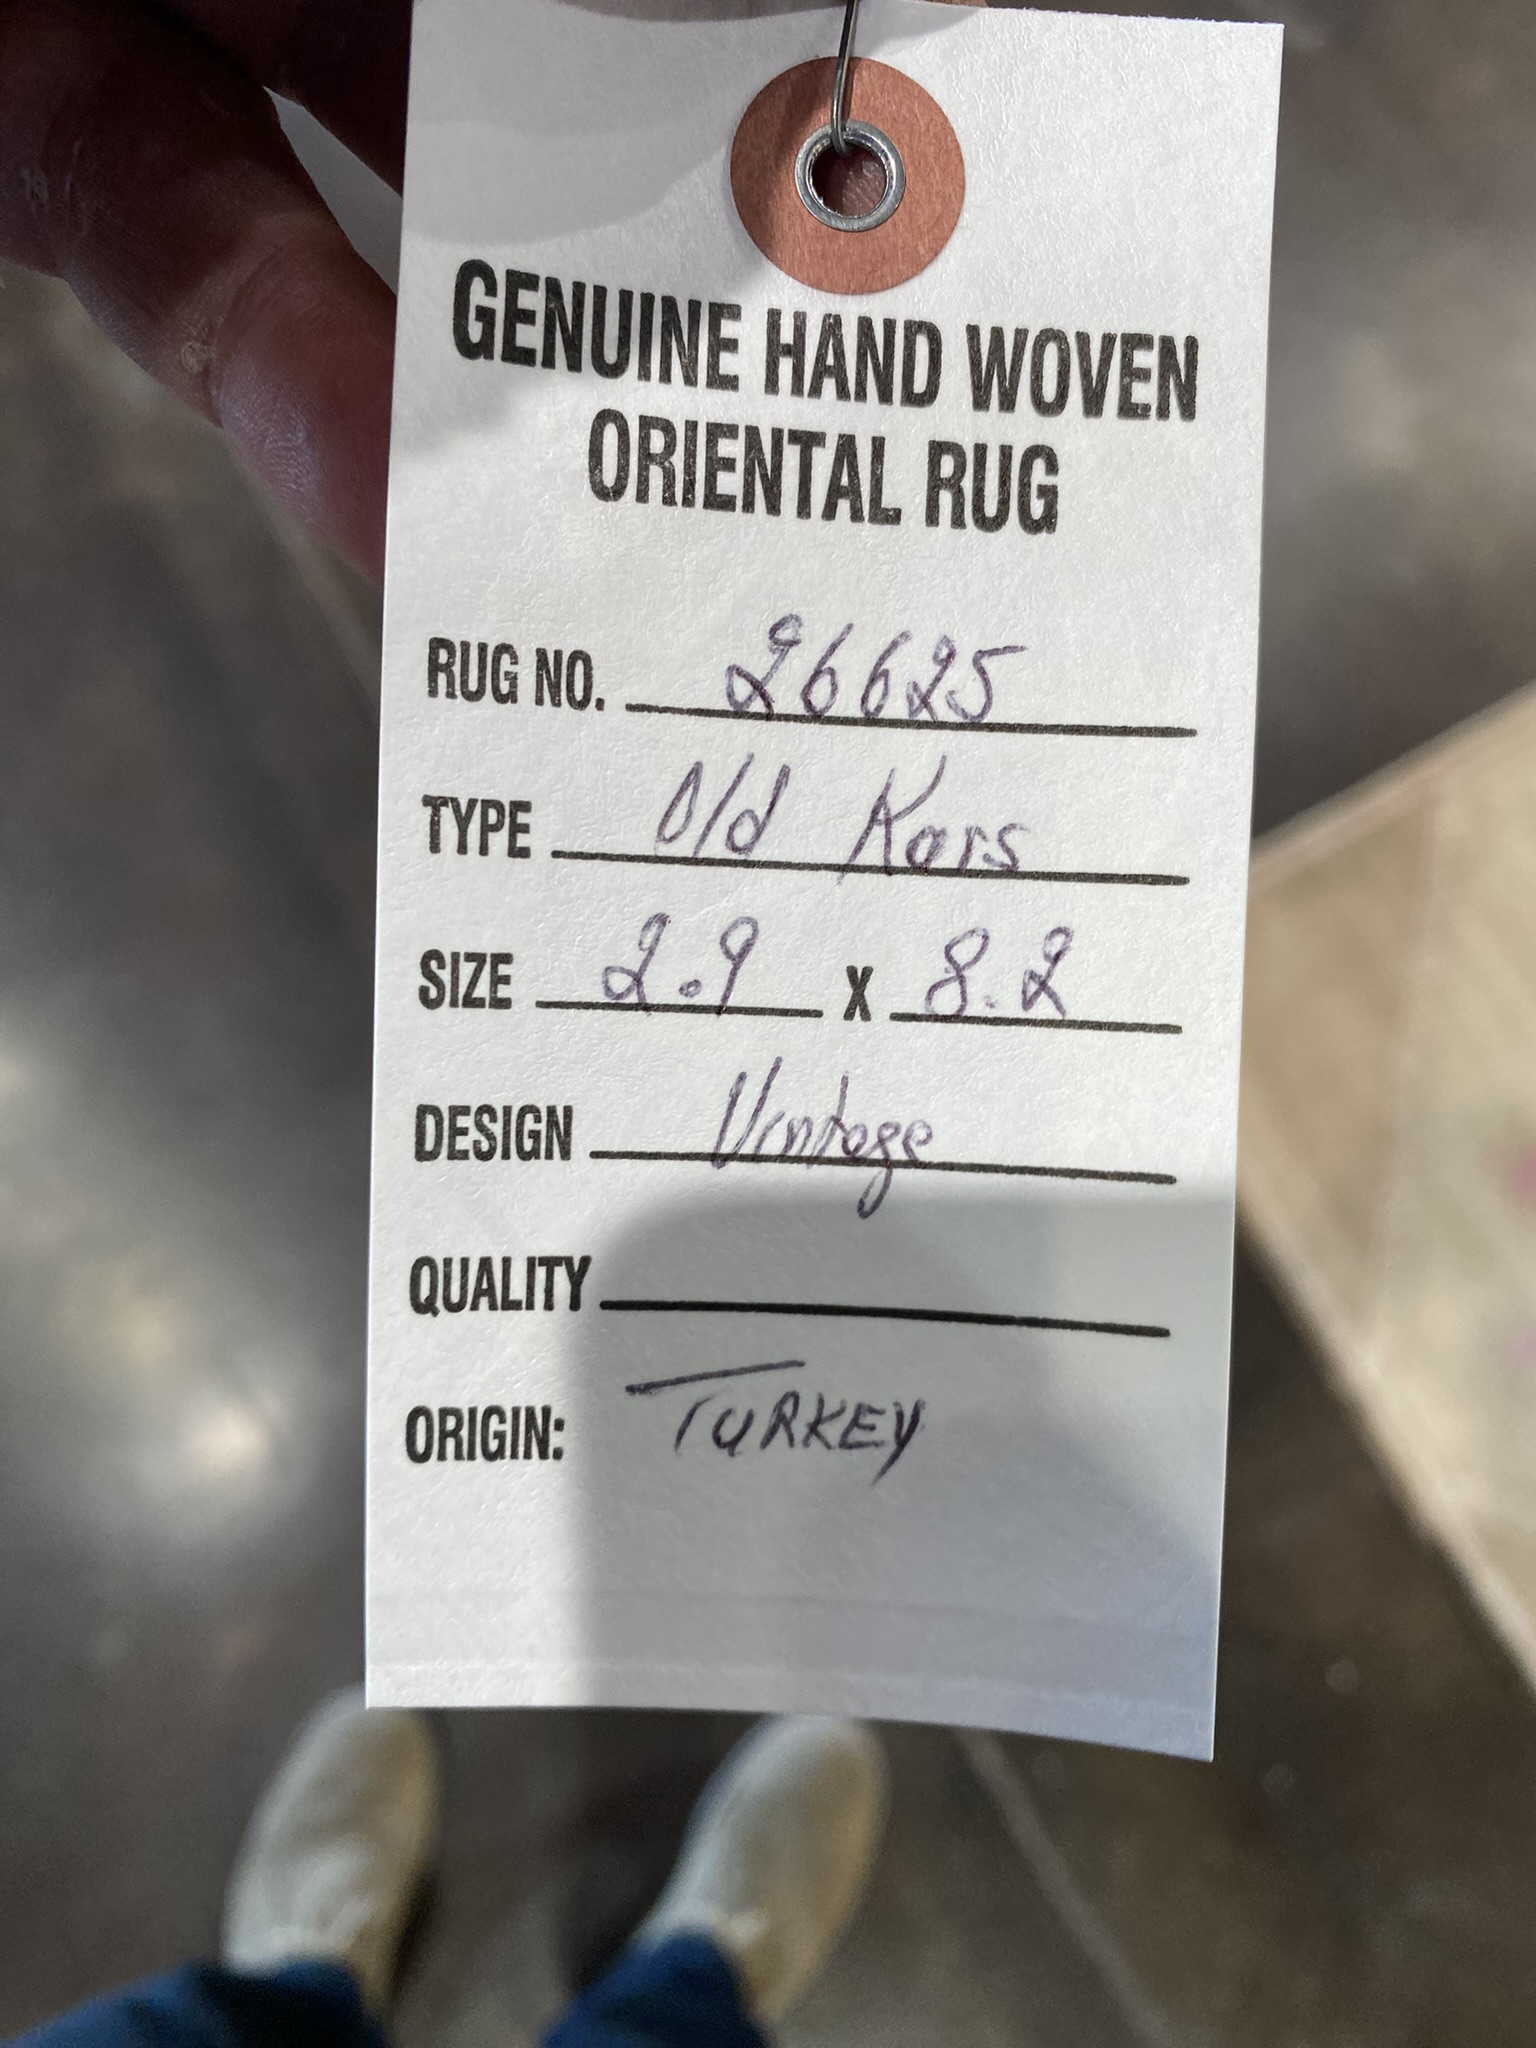 GENUINE HAND WOVEN
ORIENTAL RUG
RUG NO. 26625
TYPE Old Kars
SIZE 2.9 X 8.2
DESIGN Vintage
QUALITY
ORIGIN: TURKEY